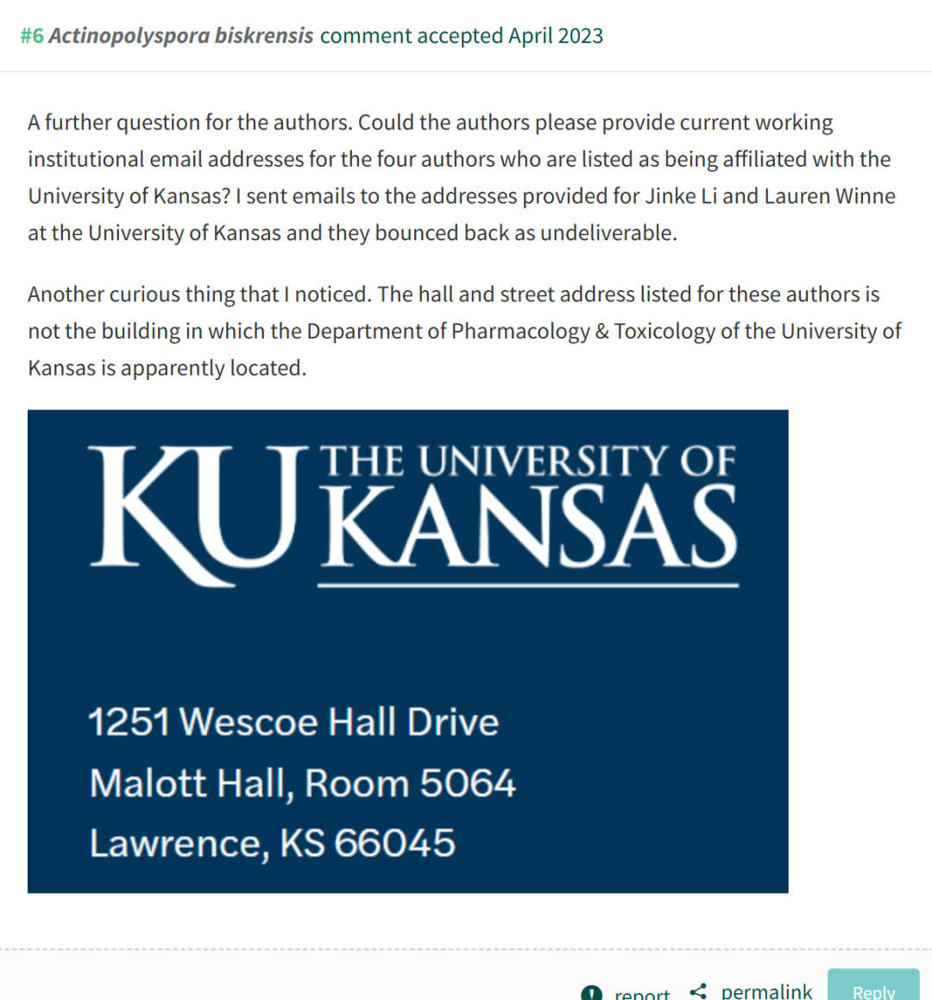 #6 Actinopolyspora biskrensis comment accepted April 2023
A further question for the authors. Could the authors please provide current working
institutional email addresses for the four authors who are listed as being affiliated with the
University of Kansas? I sent emails to the addresses provided for Jinke Li and Lauren Winne
at the University of Kansas and they bounced back as undeliverable.
Another curious thing that I noticed. The hall and street address listed for these authors is
not the building in which the Department of Pharmacology & Toxicology of the University of
Kansas is apparently located.
KU THE UNIVERSITY OF
KANSAS
1251 Wescoe Hall Drive
Malott Hall, Room 5064
Lawrence, KS 66045
report permalink Reply